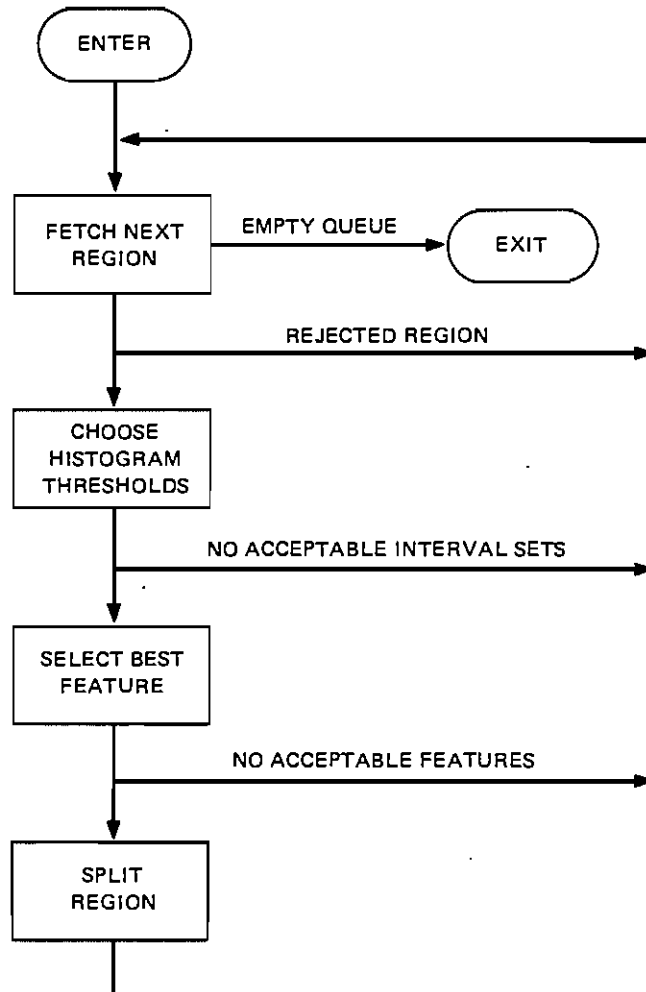 ENTER
FETCH NEXT
REGION
EMPTY QUEUE
EXIT
REJECTED REGION
CHOOSE
HISTOGRAM
THRESHOLDS
NO ACCEPTABLE INTERVAL SETS
SELECT BEST
FEATURE
NO ACCEPTABLE FEATURES
SPLIT
REGION